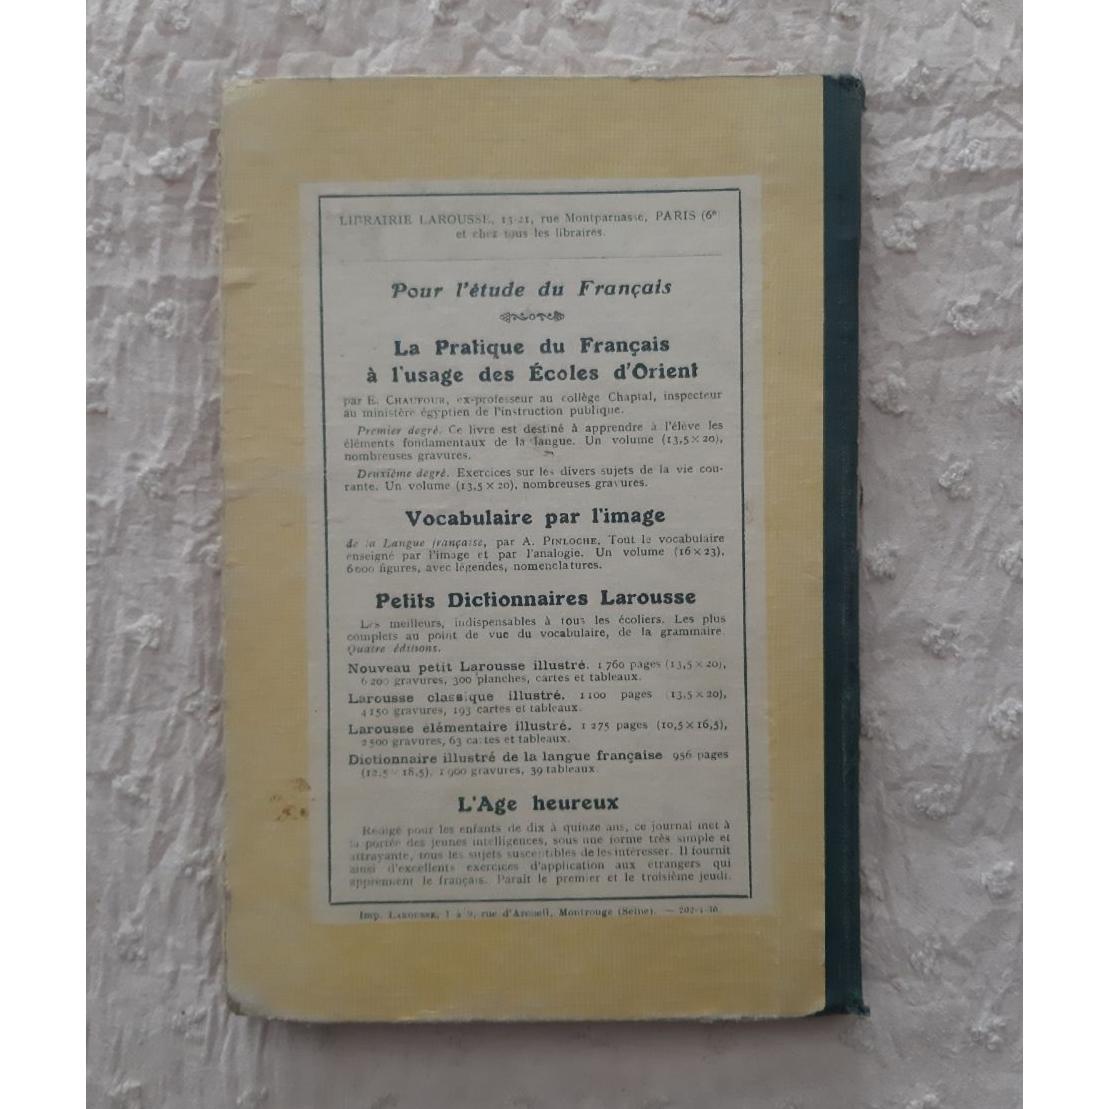 LIBRAIRIE LAROUSSE, 13-21, rue Montparnasse, PARIS (6e)
et chez tous les libraires.
Pour l'étude du Français
La Pratique du Français
à l'usage des Écoles d'Orient
par E. CHAUFOUR, ex-professeur au collège Chaptal, inspecteur
au ministère égyptien de l'instruction publique.
Premier degré. Ce livre est destiné à apprendre à l'élève les
éléments fondamentaux de la langue. Un volume (13,5 × 20),
nombreuses gravures.
Deuxième degré. Exercices sur les divers sujets de la vie cou-
rante. Un volume (13,5 × 20), nombreuses gravures.
Vocabulaire par l'image
de la Langue française, par A. PINLOCHE. Tout le vocabulaire
enseigné par l'image et par l'analogie. Un volume (16 × 23),
6000 figures, avec légendes, nomenclatures.
Petits Dictionnaires Larousse
Les meilleurs, indispensables à tous les écoliers. Les plus
complets au point de vue du vocabulaire, de la grammaire.
Quatre éditions.
Nouveau petit Larousse illustré. 1 760 pages (13,5 × 20),
6 200 gravures, 300 planches, cartes et tableaux.
Larousse classique illustré. 1 100 pages (13,5 × 20),
4 150 gravures, 193 cartes et tableaux.
Larousse elémentaire illustré. 1 275 pages (10,5 × 16,5),
2 500 gravures, 63 cartes et tableaux.
Dictionnaire illustré de la langue française 956 pages
(12,5 × 18,5), 1 900 gravures, 39 tableaux.
L'Age heureux
Rédigé pour les enfants de dix à quinze ans, ce journal met à
la portée des jeunes intelligences, sous une forme très simple et
attrayante, tous les sujets susceptibles de les intéresser. Il fournit
ainsi d'excellents exercices d'application aux étrangers qui
apprennent le français. Paraît le premier et le troisième jeudi.
Imp. LAROUSSE, 1 à 9, rue d'Arcueil, Montrouge (Seine). — 202-4-30.